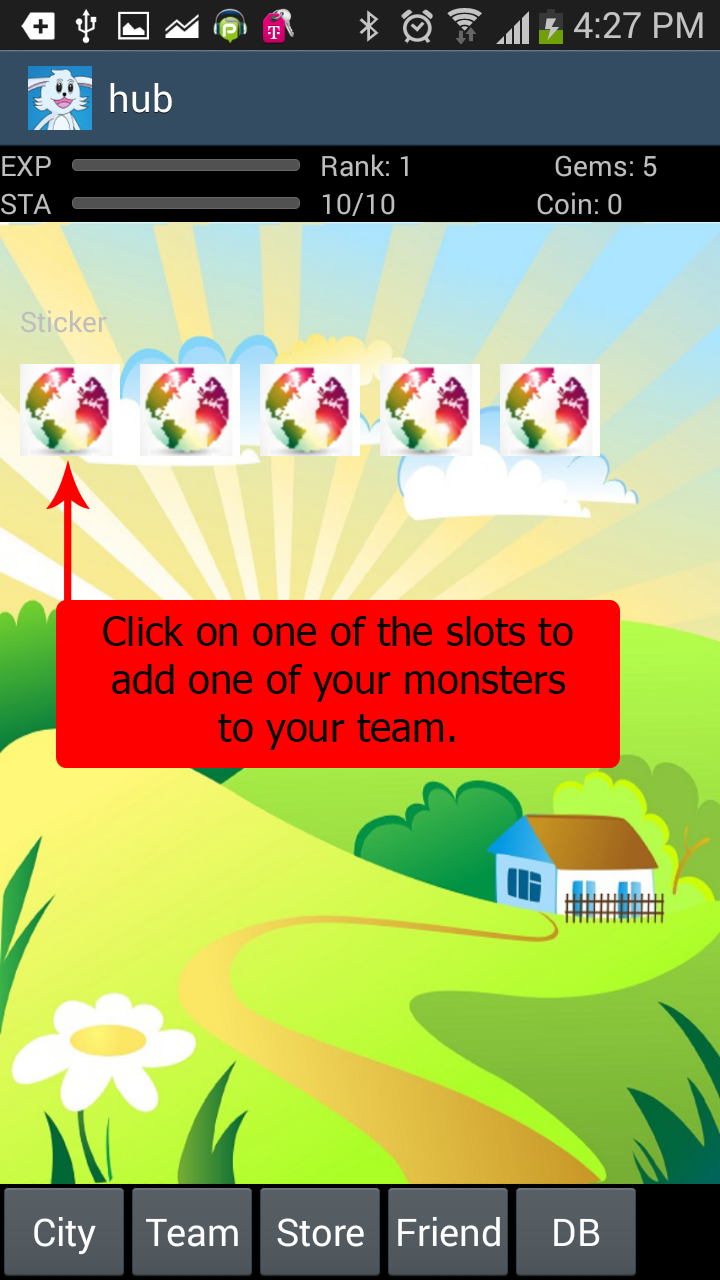 4:27 PM
hub
EXP Rank: 1 Gems: 5
STA 10/10 Coin: 0
Sticker
Click on one of the slots to
add one of your monsters
to your team.
City Team Store Friend DB